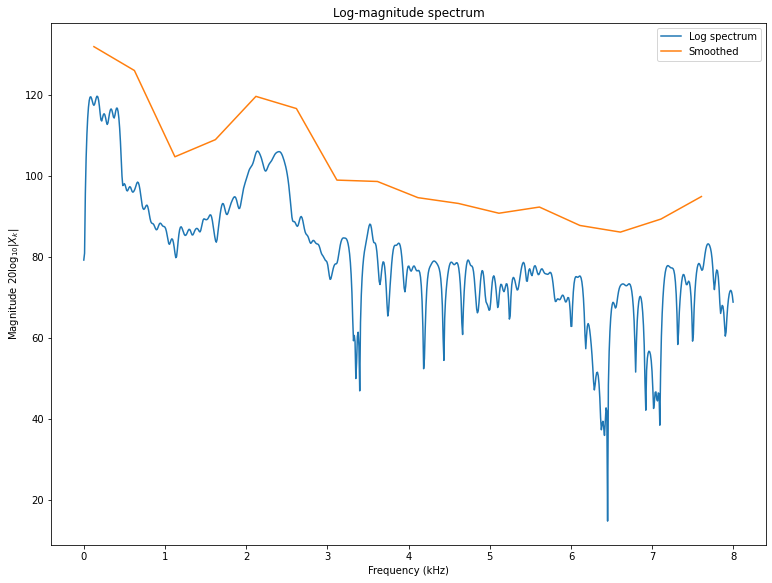 Log-magnitude spectrum
Log spectrum
Smoothed
Magnitude 20log₁₀|Xₖ|
120
100
80
60
40
20
0 1 2 3 4 5 6 7 8
Frequency (kHz)